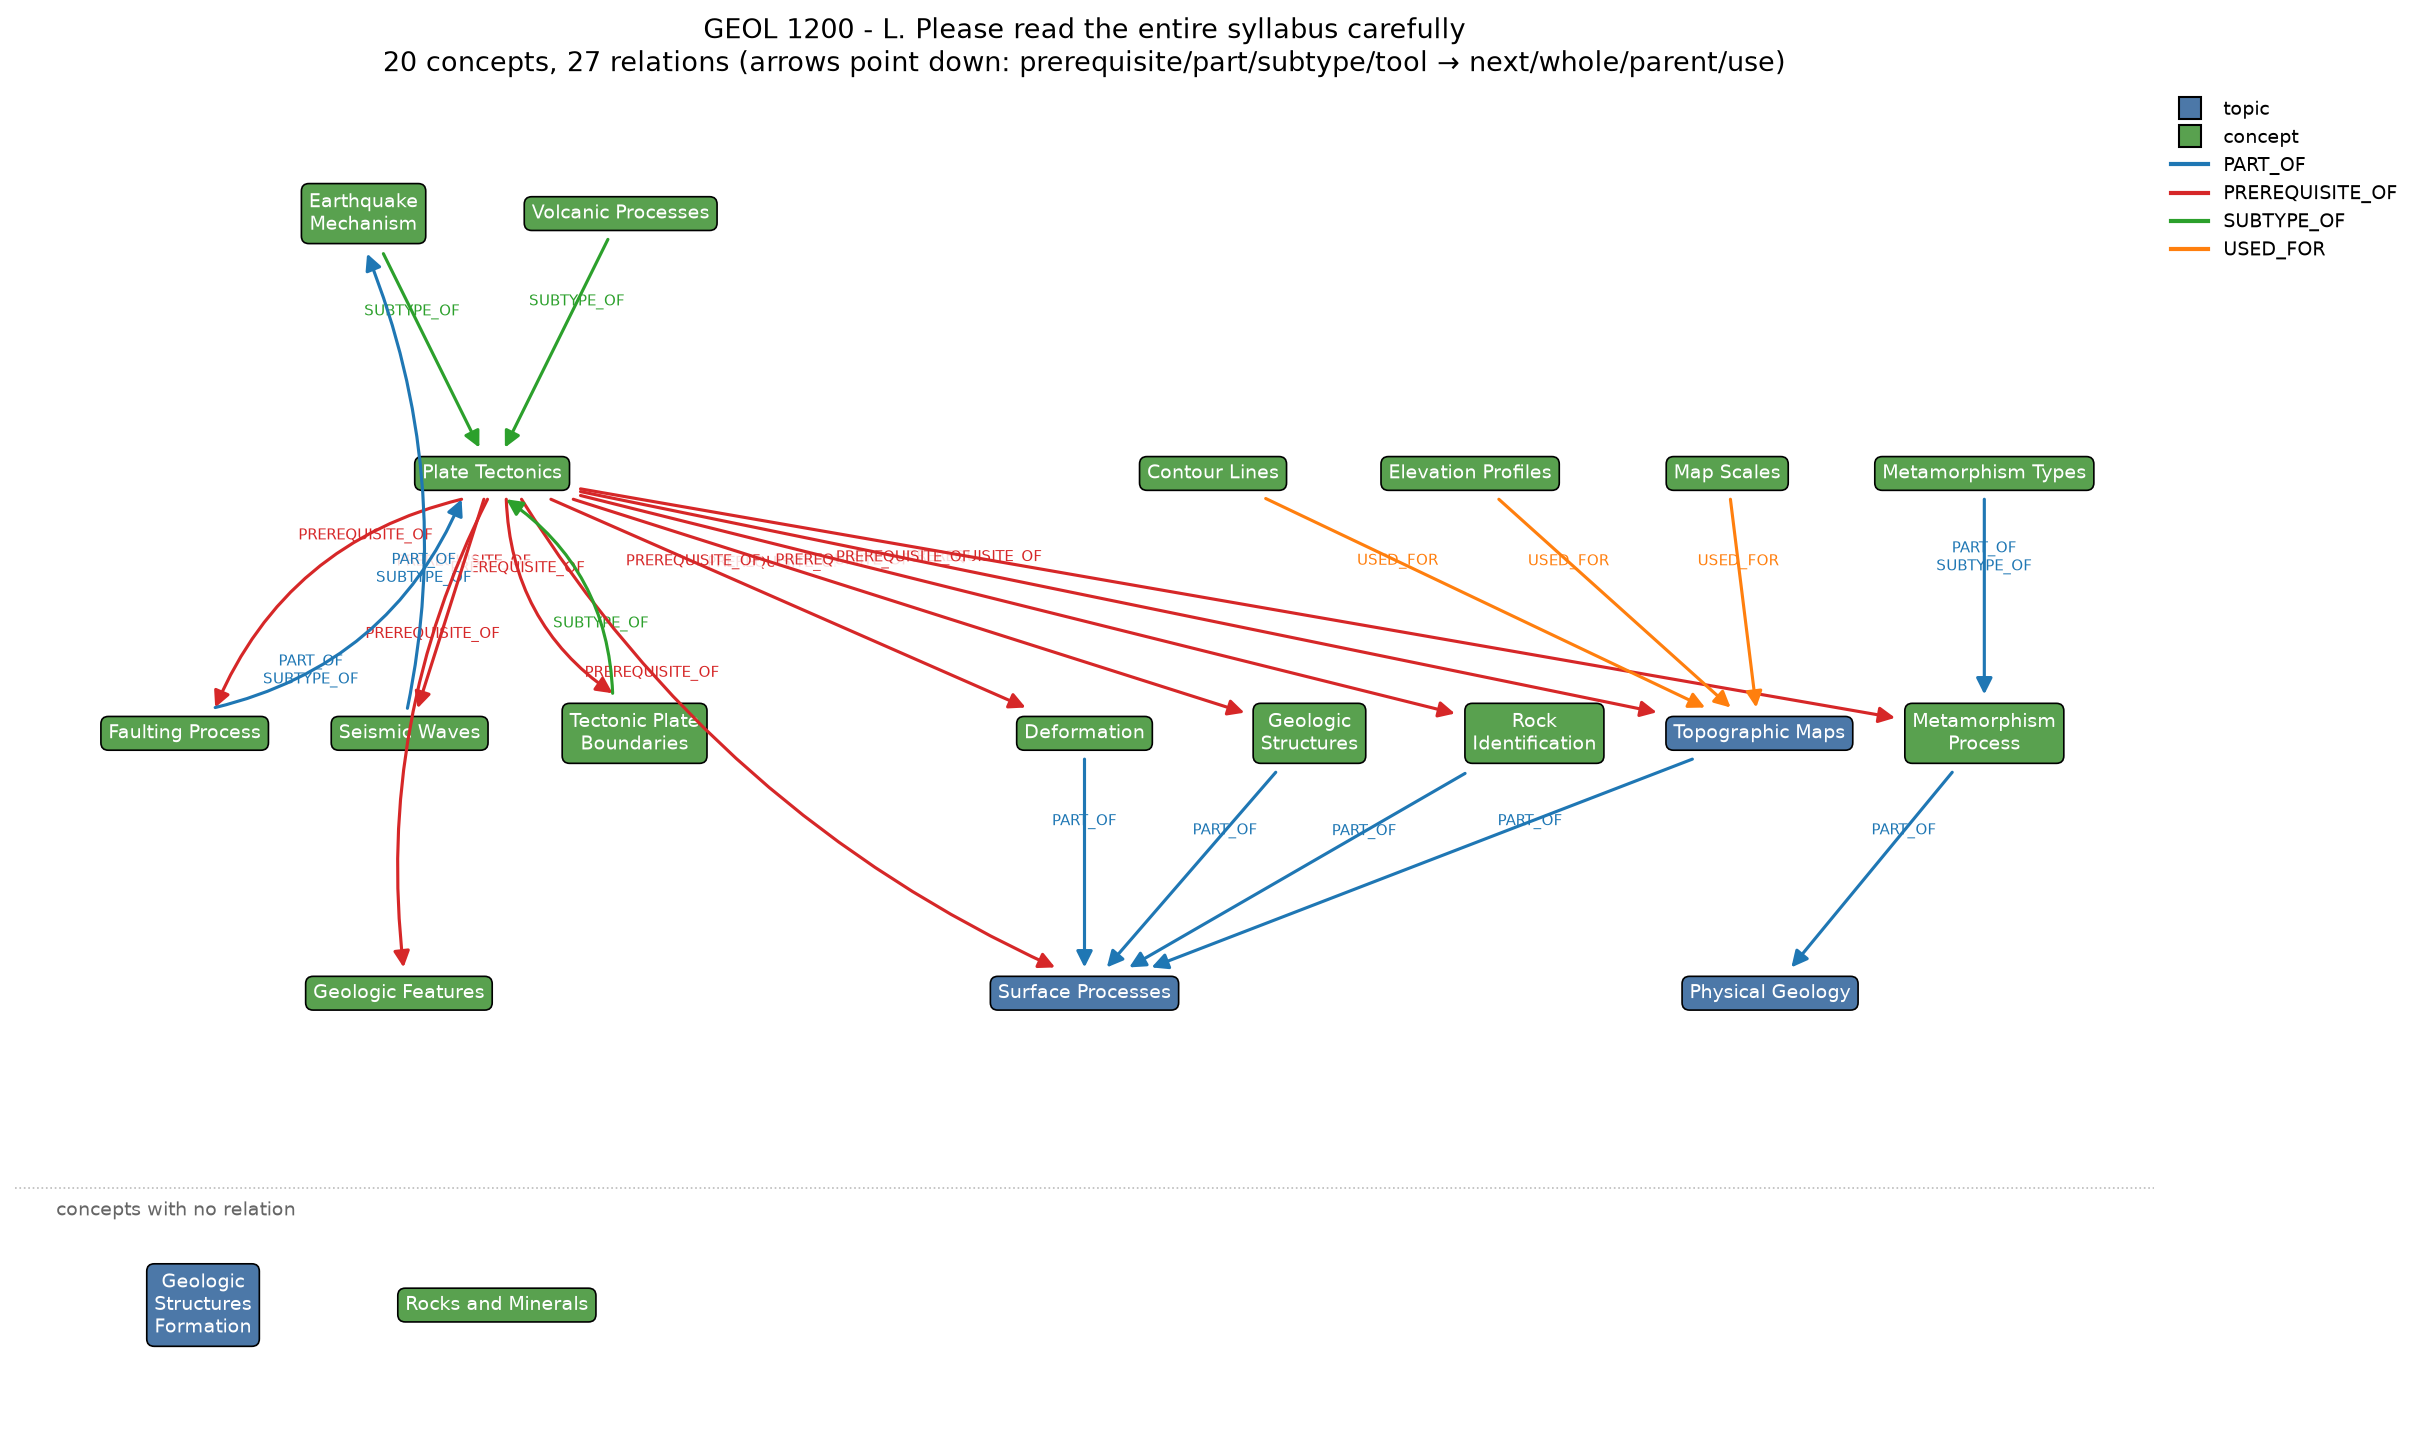 GEOL 1200 - L. Please read the entire syllabus carefully
20 concepts, 27 relations (arrows point down: prerequisite/part/subtype/tool → next/whole/parent/use)
topic
concept
PART_OF
PREREQUISITE_OF
SUBTYPE_OF
USED_FOR
Earthquake
Mechanism
Volcanic Processes
SUBTYPE_OF
SUBTYPE_OF
Plate Tectonics
Contour Lines
Elevation Profiles
Map Scales
Metamorphism Types
PREREQUISITE_OF
PART_OF
SUBTYPE_OF
PREREQUISITE_OF
PREREQUISITE_OF
USED_FOR
USED_FOR
USED_FOR
PART_OF
SUBTYPE_OF
SUBTYPE_OF
PREREQUISITE_OF
PART_OF
SUBTYPE_OF
PREREQUISITE_OF
Faulting Process
Seismic Waves
Tectonic Plate
Boundaries
Deformation
Geologic
Structures
Rock
Identification
Topographic Maps
Metamorphism
Process
PART_OF
PART_OF
PART_OF
PART_OF
PART_OF
Geologic Features
Surface Processes
Physical Geology
concepts with no relation
Geologic
Structures
Formation
Rocks and Minerals